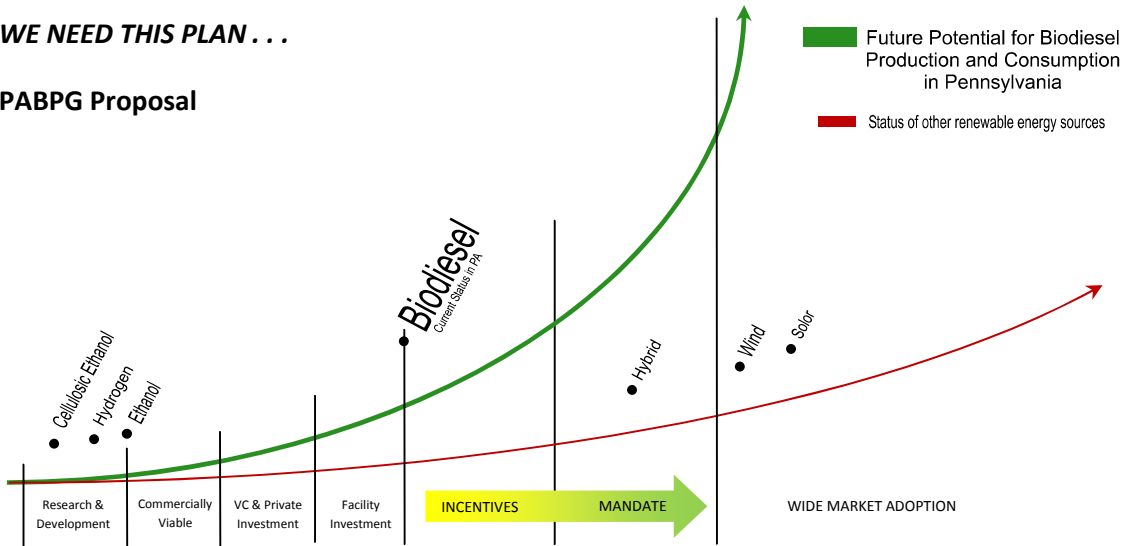 WE NEED THIS PLAN . . .
PABPG Proposal
Future Potential for Biodiesel
Production and Consumption
in Pennsylvania
Status of other renewable energy sources
Cellulosic Ethanol
Hydrogen
Ethanol
Biodiesel
Current Status in PA
Hybrid
Wind
Solor
Research &
Development
Commercially
Viable
VC & Private
Investment
Facility
Investment
INCENTIVES
MANDATE
WIDE MARKET ADOPTION